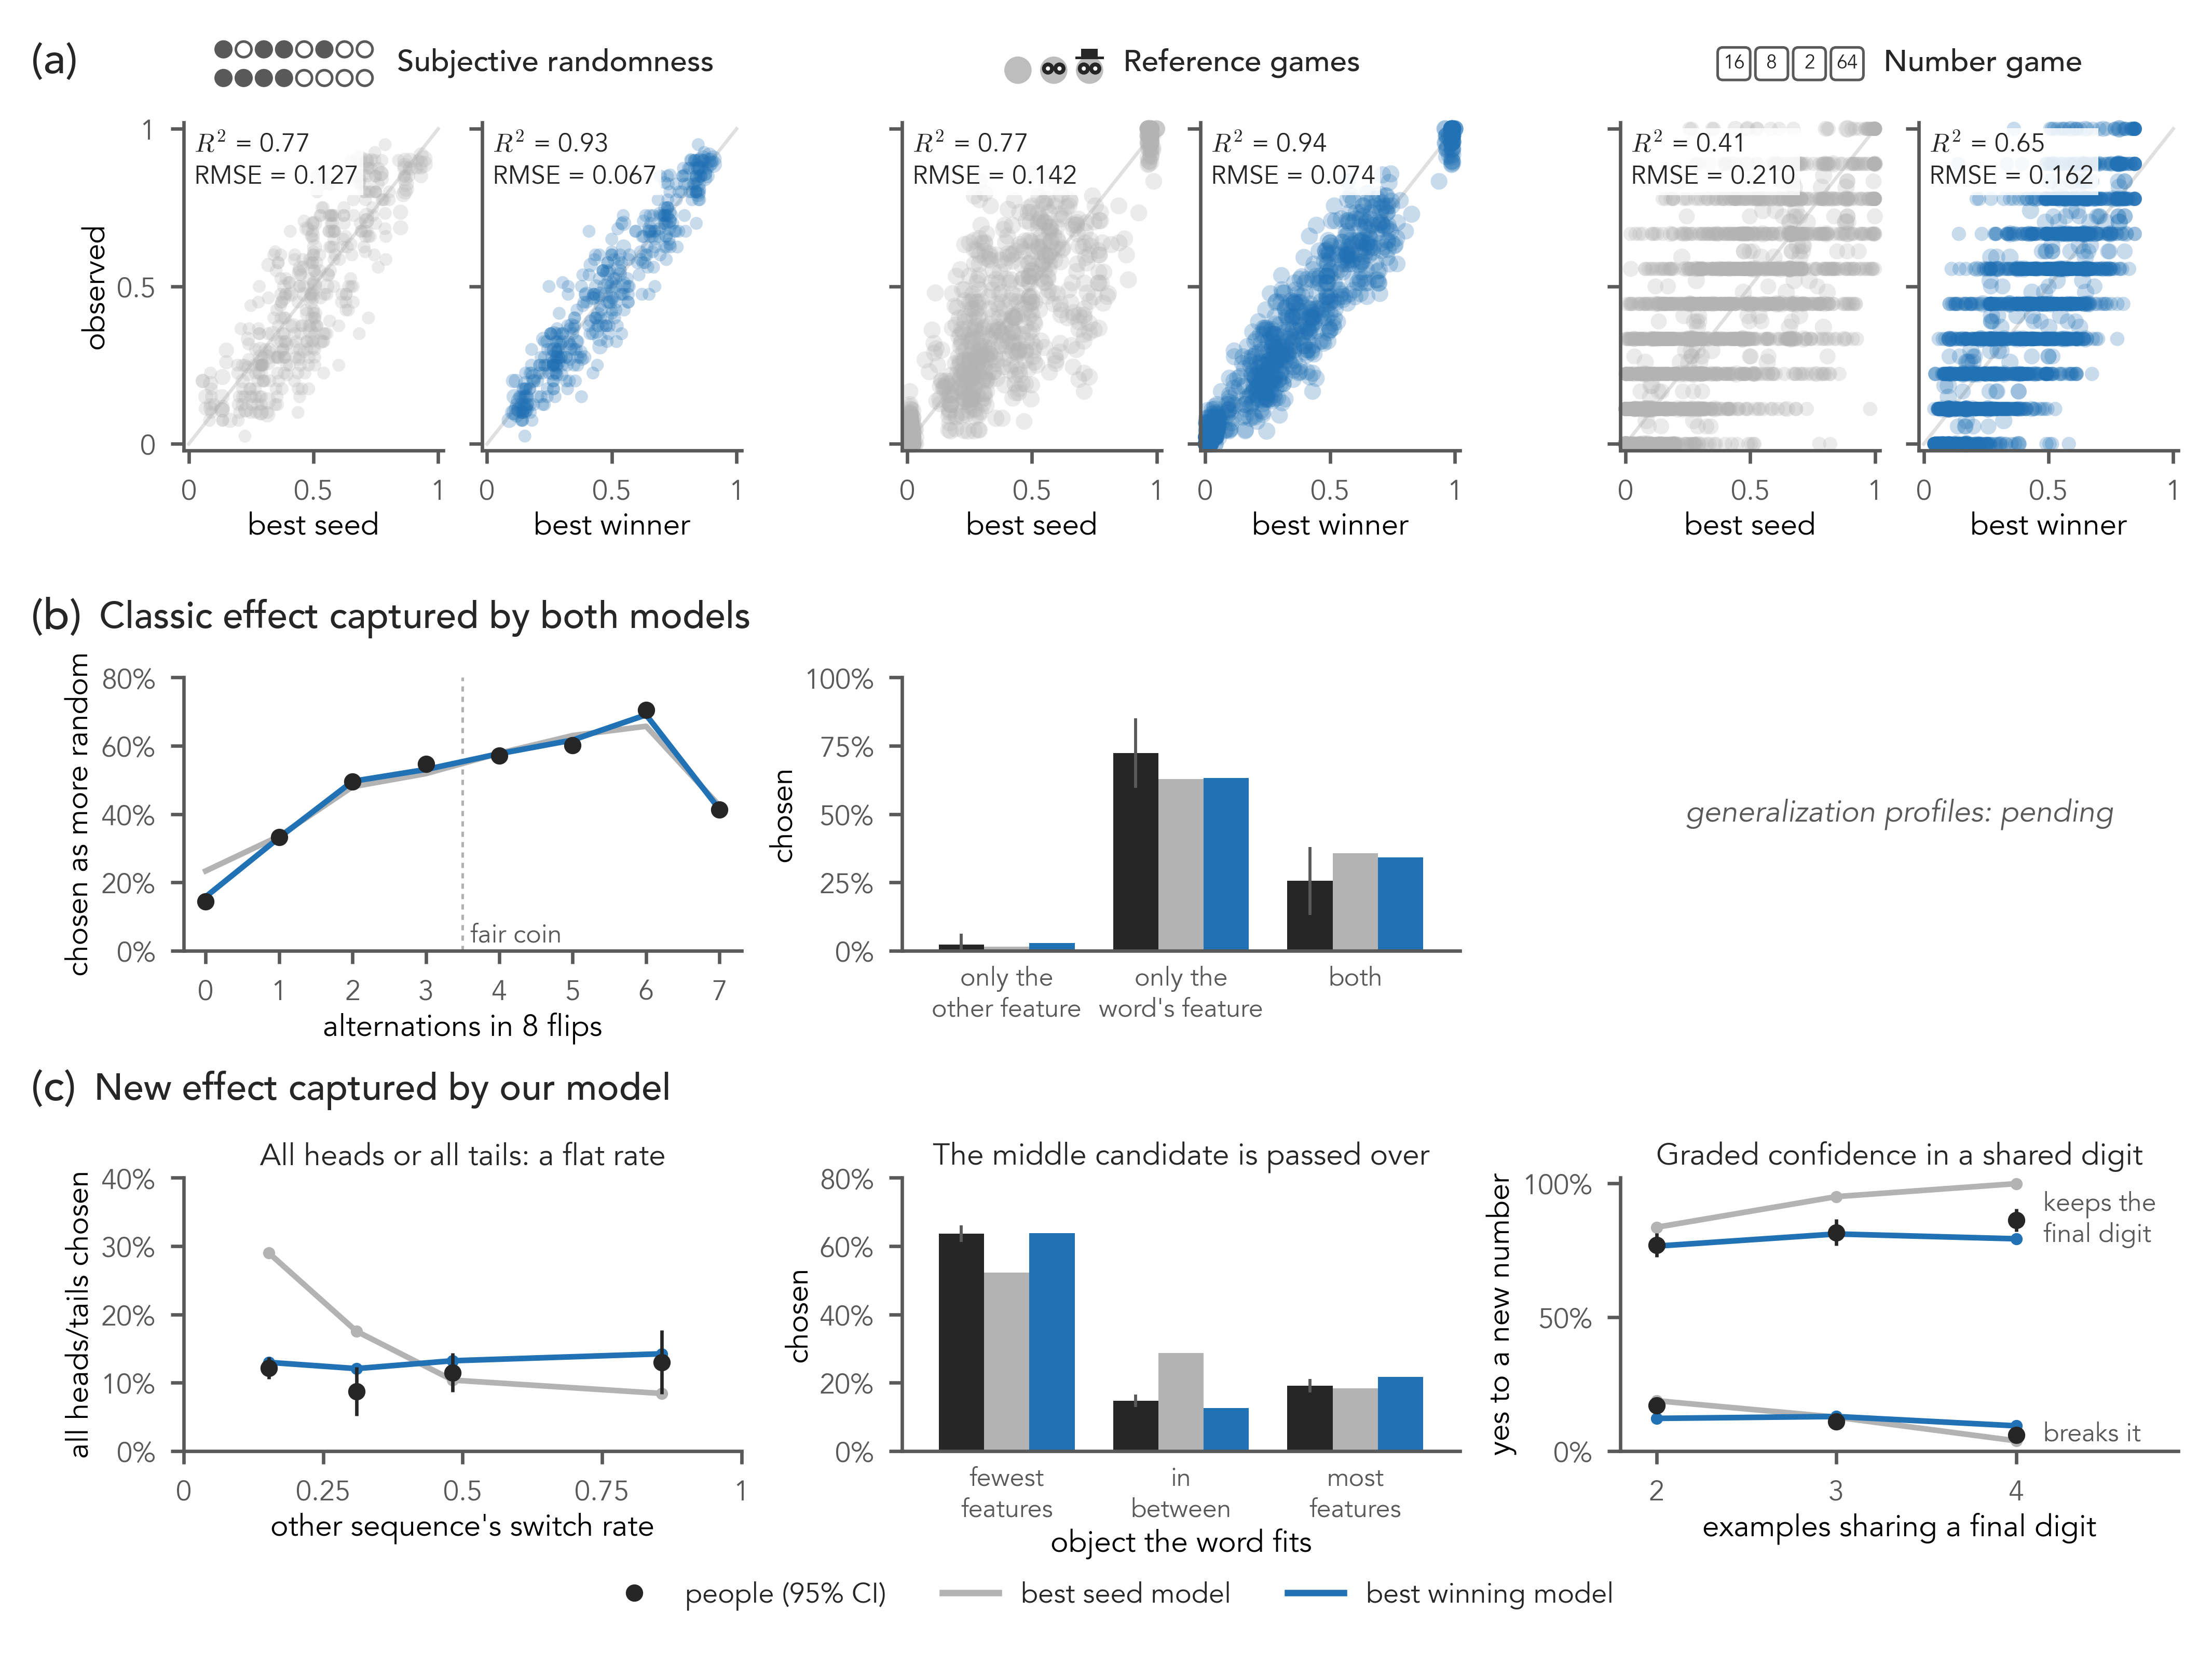 (a)
Subjective randomness
Reference games
16 8 2 64
Number game
R² = 0.77
RMSE = 0.127
R² = 0.93
RMSE = 0.067
R² = 0.77
RMSE = 0.142
R² = 0.94
RMSE = 0.074
R² = 0.41
RMSE = 0.210
R² = 0.65
RMSE = 0.162
observed
1
0.5
0
0 0.5 1
best seed
0 0.5 1
best winner
0 0.5 1
best seed
0 0.5 1
best winner
0 0.5 1
best seed
0 0.5 1
best winner
(b) Classic effect captured by both models
chosen as more random
80%
60%
40%
20%
0%
fair coin
0 1 2 3 4 5 6 7
alternations in 8 flips
chosen
100%
75%
50%
25%
0%
only the
other feature
only the
word's feature
both
generalization profiles: pending
(c) New effect captured by our model
All heads or all tails: a flat rate
all heads/tails chosen
40%
30%
20%
10%
0%
0 0.25 0.5 0.75 1
other sequence's switch rate
The middle candidate is passed over
chosen
80%
60%
40%
20%
0%
fewest
features
in
between
most
features
object the word fits
Graded confidence in a shared digit
yes to a new number
100%
50%
0%
keeps the
final digit
breaks it
2 3 4
examples sharing a final digit
people (95% CI)
best seed model
best winning model